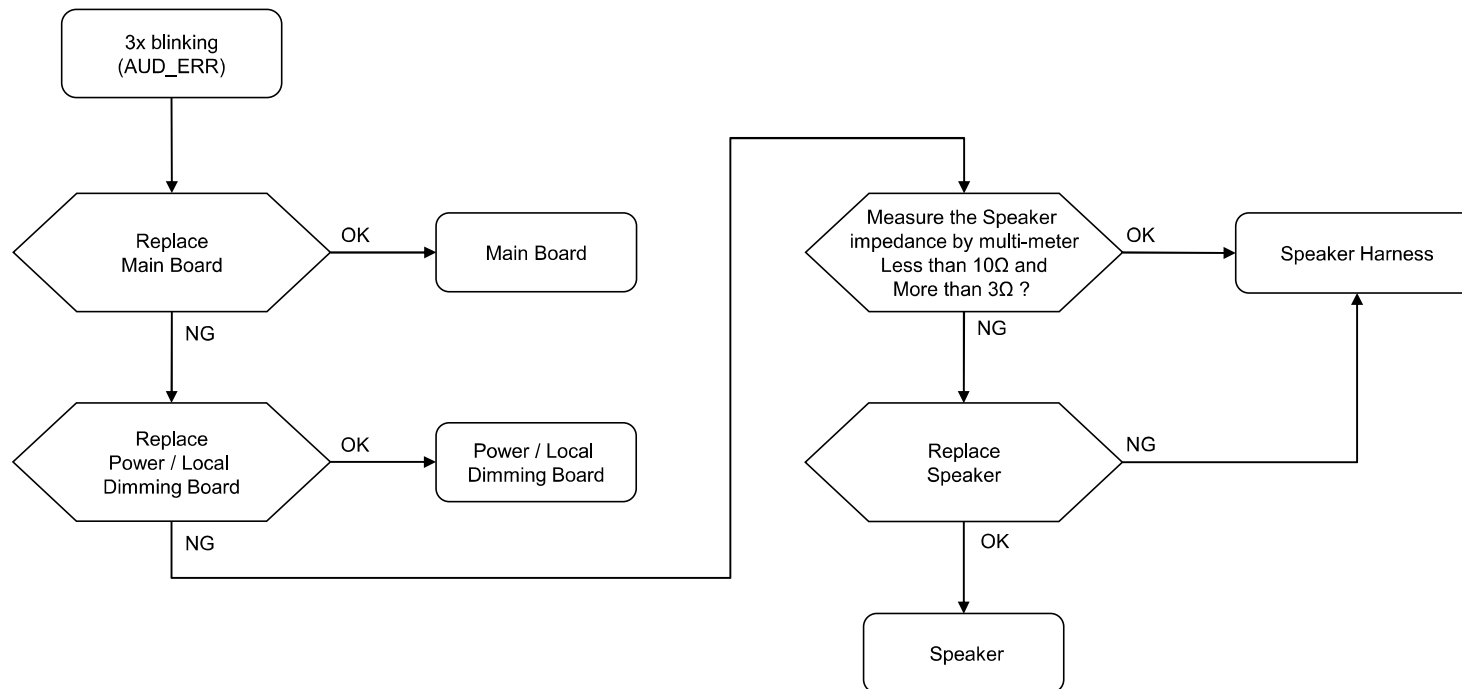 3x blinking
(AUD_ERR)
Replace
Main Board
OK
Main Board
NG
Replace
Power / Local
Dimming Board
OK
Power / Local
Dimming Board
NG
Measure the Speaker
impedance by multi-meter
Less than 10Ω and
More than 3Ω ?
OK
Speaker Harness
NG
Replace
Speaker
NG
OK
Speaker